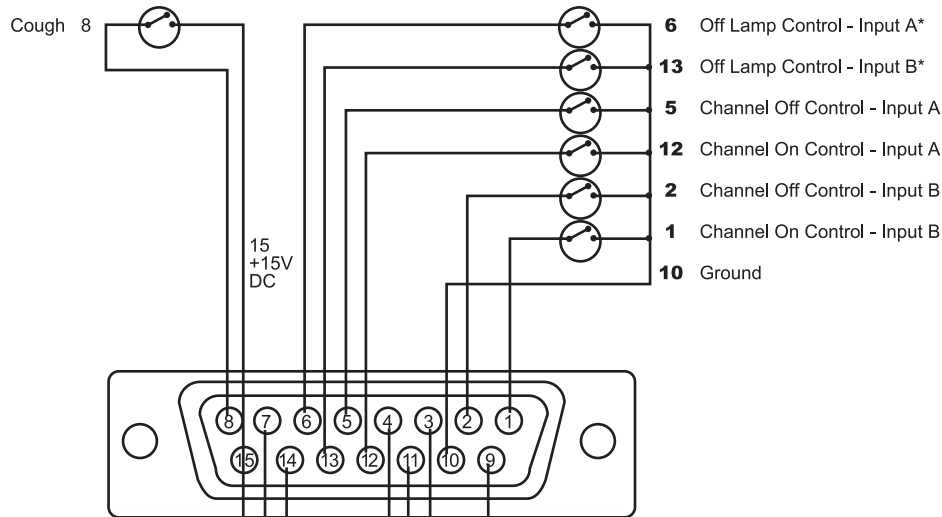 Cough 8
6 Off Lamp Control - Input A*
13 Off Lamp Control - Input B*
5 Channel Off Control - Input A
12 Channel On Control - Input A
2 Channel Off Control - Input B
1 Channel On Control - Input B
10 Ground
15
+15V
DC
8 7 6 5 4 3 2 1
15 14 13 12 11 10 9